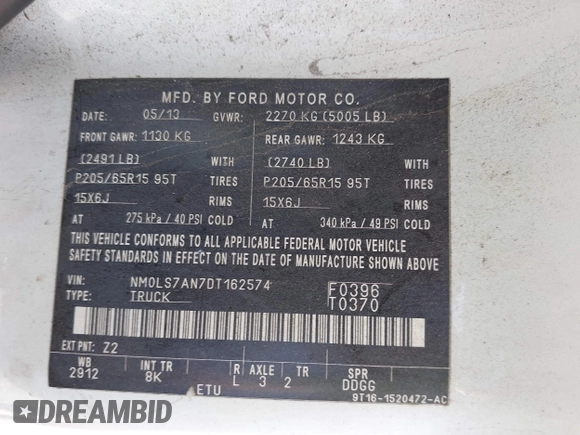 MFD. BY FORD MOTOR CO.
DATE: 05/13 GVWR: 2270 KG (5005 LB)
FRONT GAWR: 1130 KG REAR GAWR: 1243 KG
(2491 LB) WITH (2740 LB) WITH
P205/65R15 95T TIRES P205/65R15 95T TIRES
15X6J RIMS 15X6J RIMS
AT 275 kPa / 40 PSI COLD AT 340 kPa / 49 PSI COLD
THIS VEHICLE CONFORMS TO ALL APPLICABLE FEDERAL MOTOR VEHICLE
SAFETY STANDARDS IN EFFECT ON THE DATE OF MANUFACTURE SHOWN ABOVE
VIN: NM0LS7AN7DT162574 F0396
TYPE: TRUCK T0370
EXT PNT: Z2
WB INT TR R AXLE TR SPR
2912 8K L 3 2 DDGG
ETU 9T16-1520472-AC
DREAMBID
DREAMBID